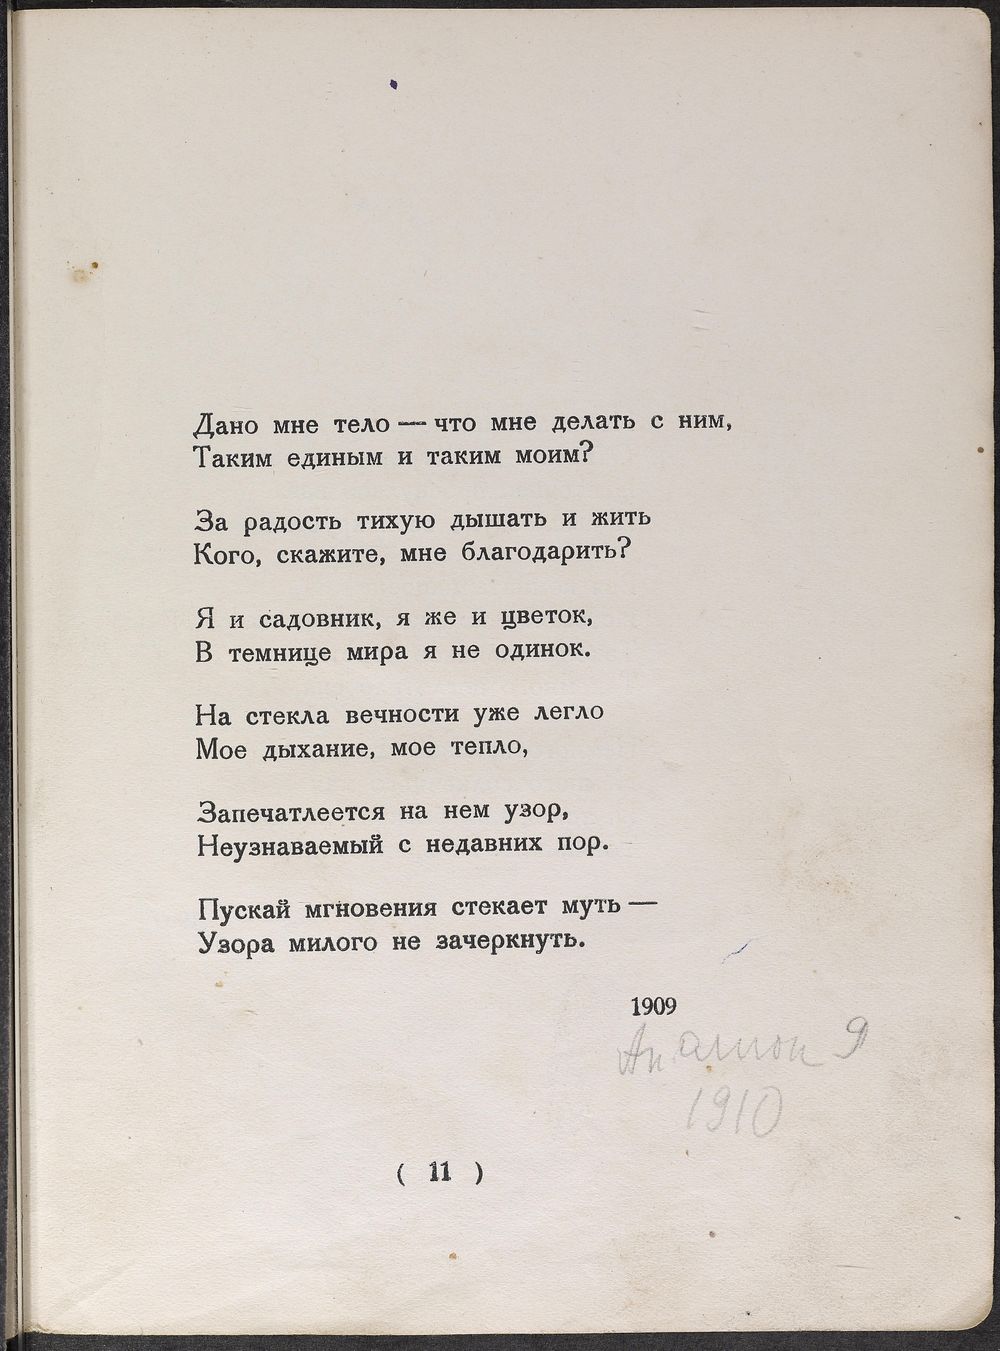 Дано мне тело — что мне делать с ним,
Таким единым и таким моим?
За радость тихую дышать и жить
Кого, скажите, мне благодарить?
Я и садовник, я же и цветок,
В темнице мира я не одинок.
На стекла вечности уже легло
Мое дыхание, мое тепло,
Запечатлеется на нем узор,
Неузнаваемый с недавних пор.
Пускай мгновения стекает муть —
Узора милого не зачеркнуть.
1909
9
1910
( 11 )